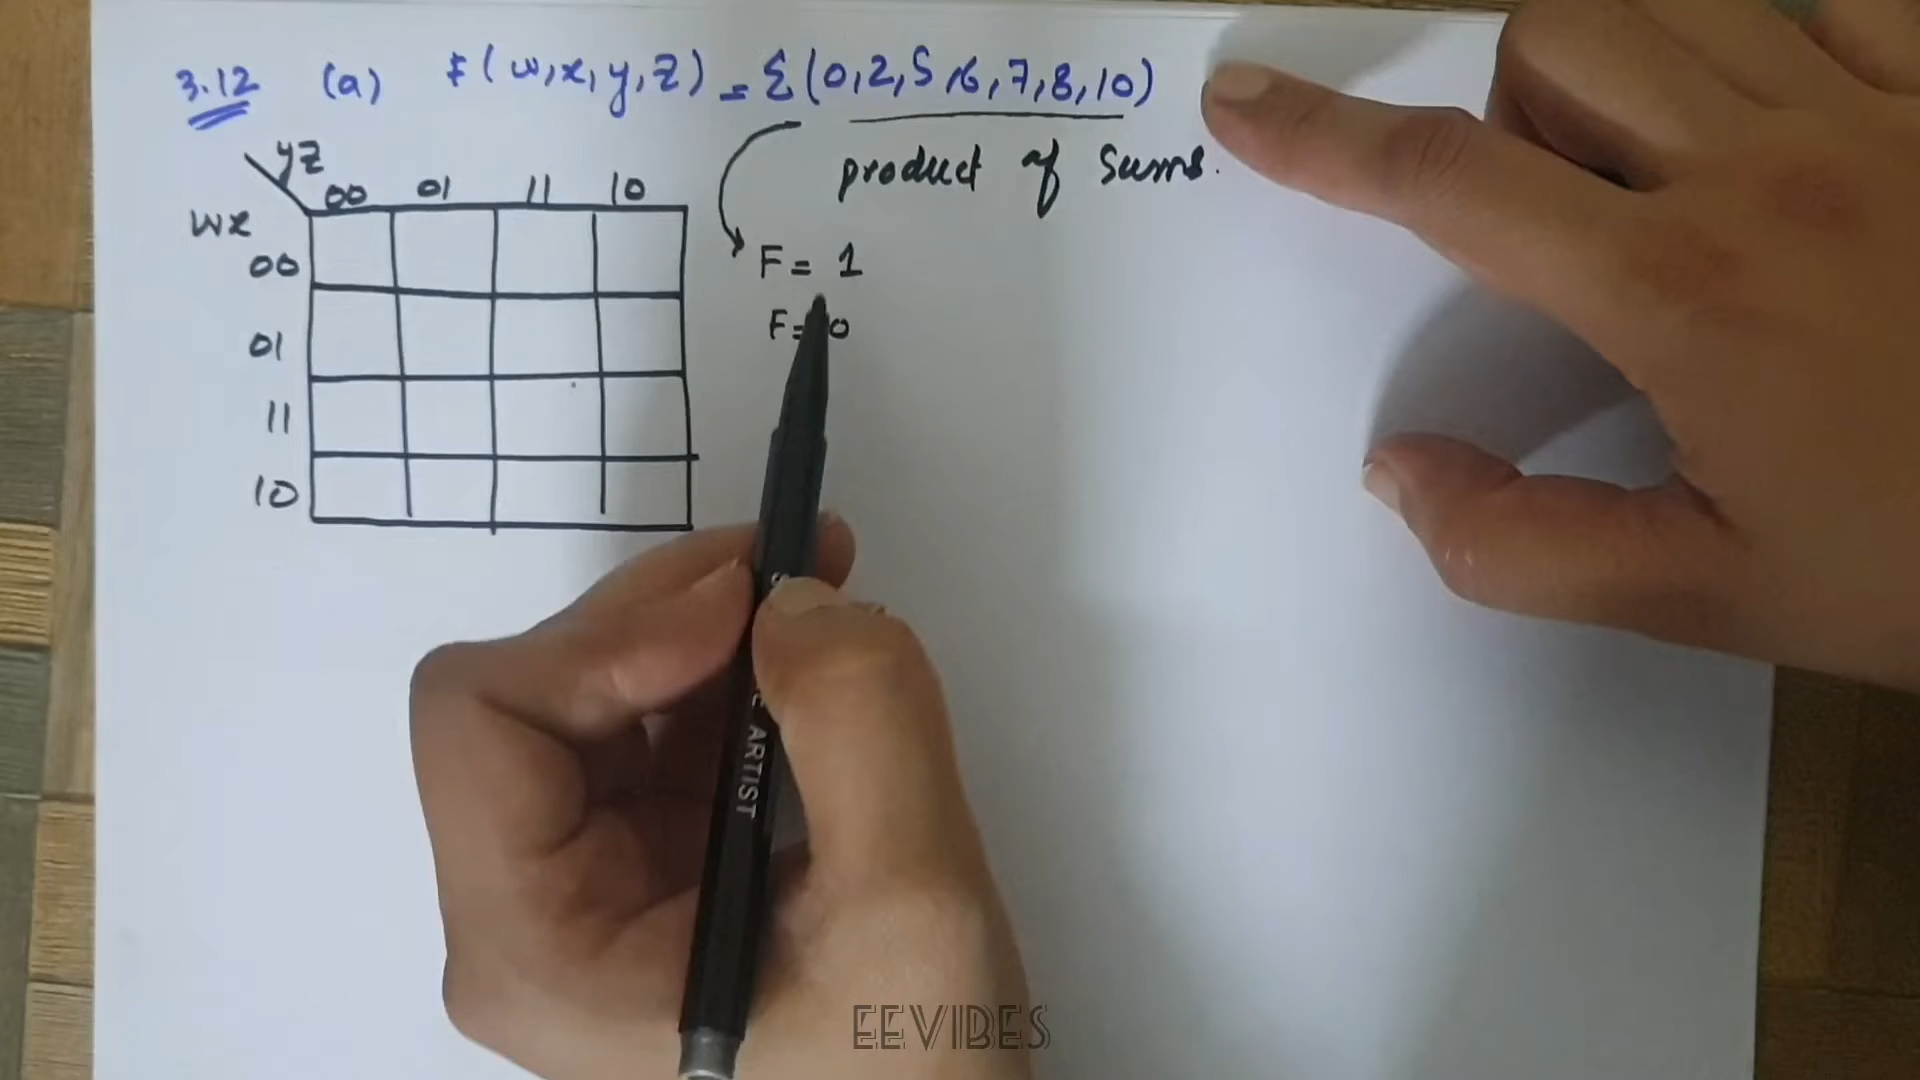 3.12 (a) F(w,x,y,z) = Σ(0,2,5,6,7,8,10)
product of Sums.
yz
00 01 11 10
wx
00
01
11
10
F = 1
F = 0
ARTIST
EEVIBES